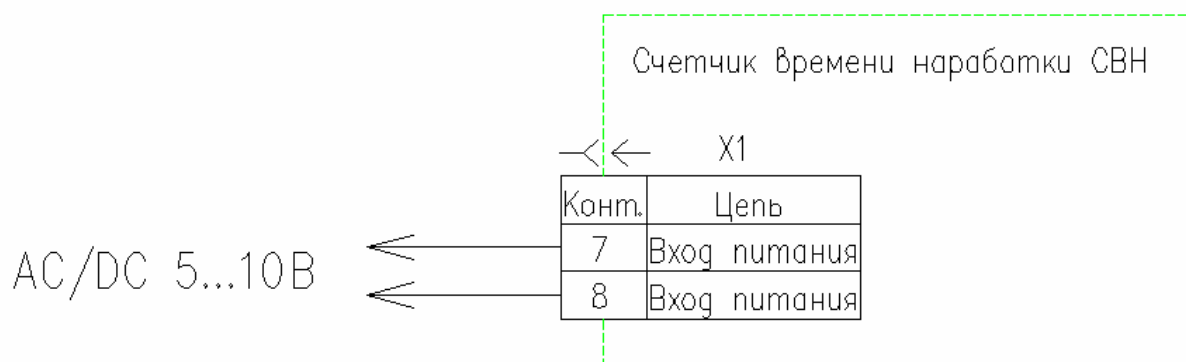 Счетчик времени наработки СВН
X1
Конт. Цепь
7 Вход питания
8 Вход питания
AC/DC 5...10В